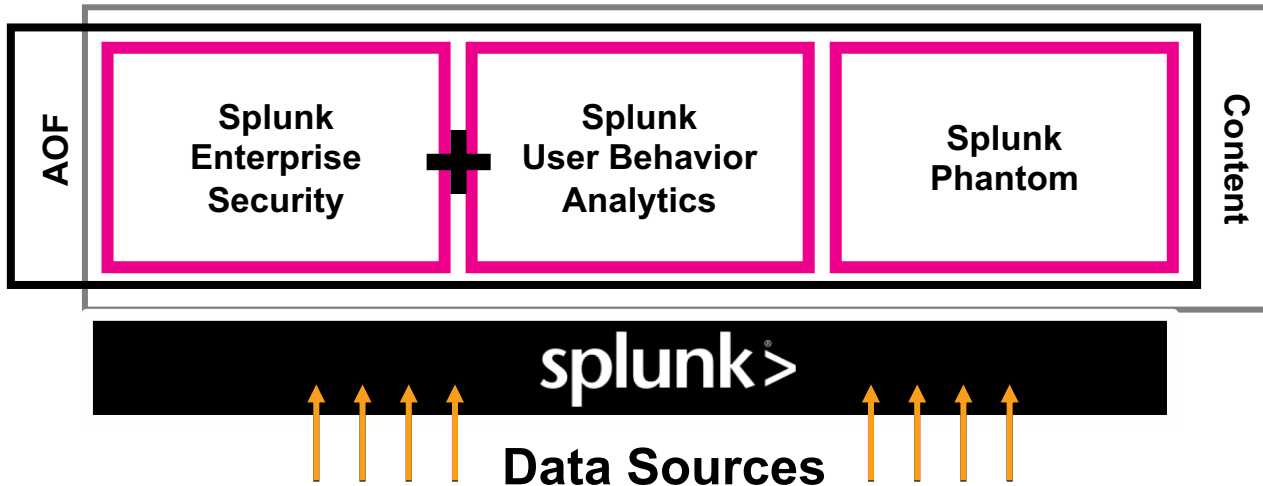 AOF
Splunk
Enterprise
Security
+
Splunk
User Behavior
Analytics
Splunk
Phantom
Content
splunk®>
Data Sources